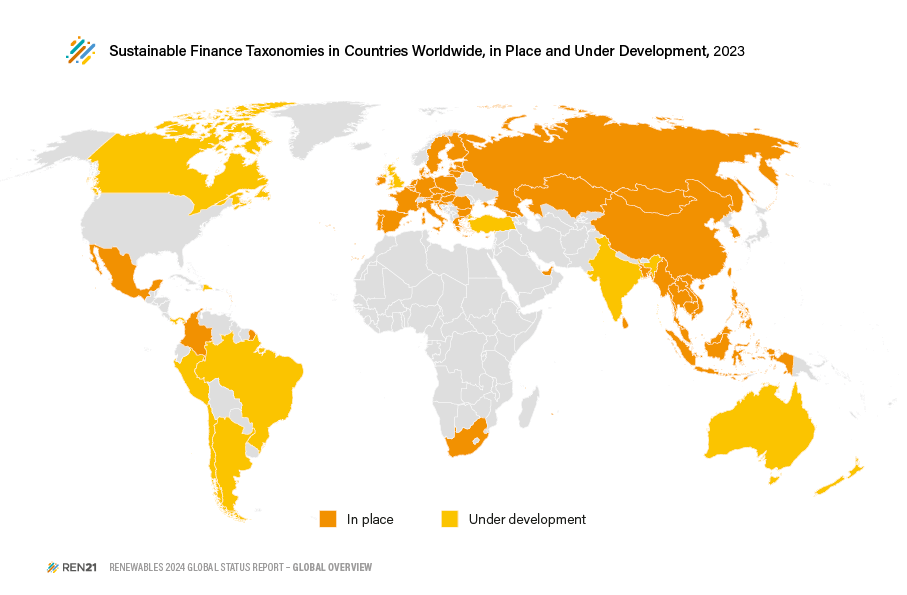 Sustainable Finance Taxonomies in Countries Worldwide, in Place and Under Development, 2023
In place
Under development
REN21
RENEWABLES 2024 GLOBAL STATUS REPORT – GLOBAL OVERVIEW